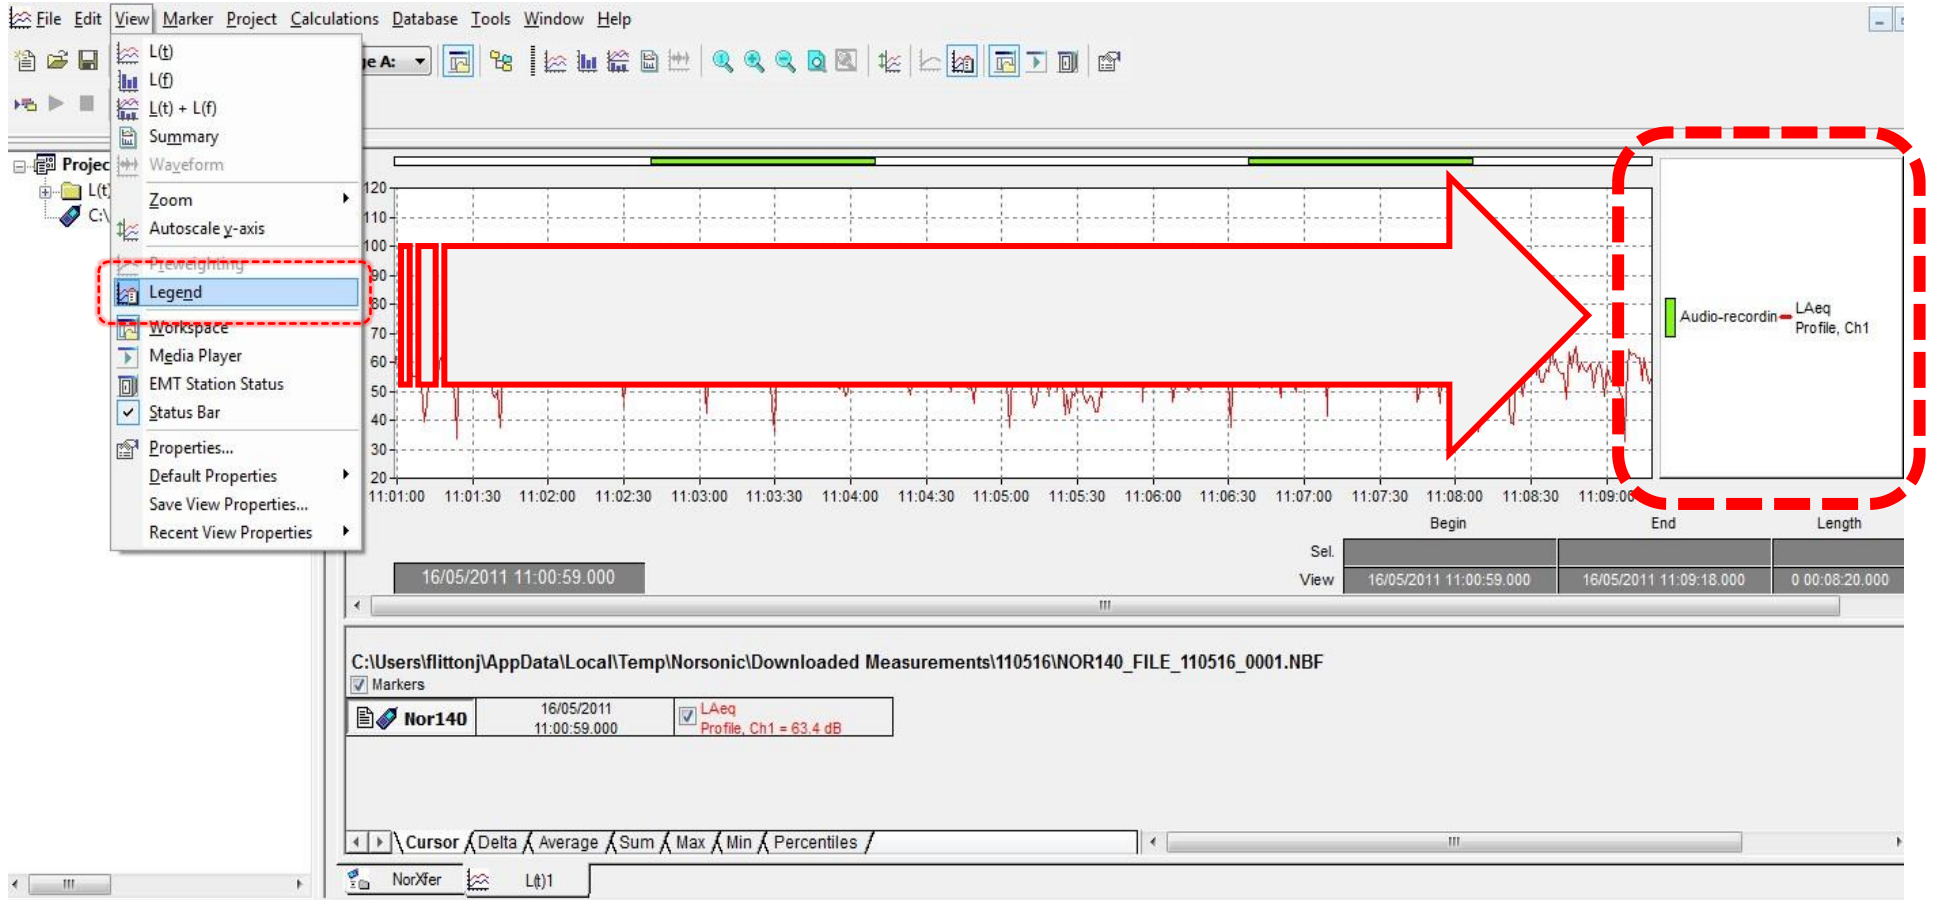 File Edit View Marker Project Calculations Database Tools Window Help
L(t)
L(f)
L(t) + L(f)
Summary
Waveform
Zoom
Autoscale y-axis
Preweighting
Legend
Workspace
Media Player
EMT Station Status
Status Bar
Properties...
Default Properties
Save View Properties...
Recent View Properties
ge A:
Projec
L(t
C:\
120
110
100
90
80
70
60
50
40
30
20
11:01:00 11:01:30 11:02:00 11:02:30 11:03:00 11:03:30 11:04:00 11:04:30 11:05:00 11:05:30 11:06:00 11:06:30 11:07:00 11:07:30 11:08:00 11:08:30 11:09:00
Audio-recordin
LAeq
Profile, Ch1
Begin End Length
Sel.
16/05/2011 11:00:59.000
View 16/05/2011 11:00:59.000 16/05/2011 11:09:18.000 0 00:08:20.000
C:\Users\flittonj\AppData\Local\Temp\Norsonic\Downloaded Measurements\110516\NOR140_FILE_110516_0001.NBF
Markers
Nor140
16/05/2011
11:00:59.000
LAeq
Profile, Ch1 = 63.4 dB
Cursor Delta Average Sum Max Min Percentiles
NorXfer L(t)1